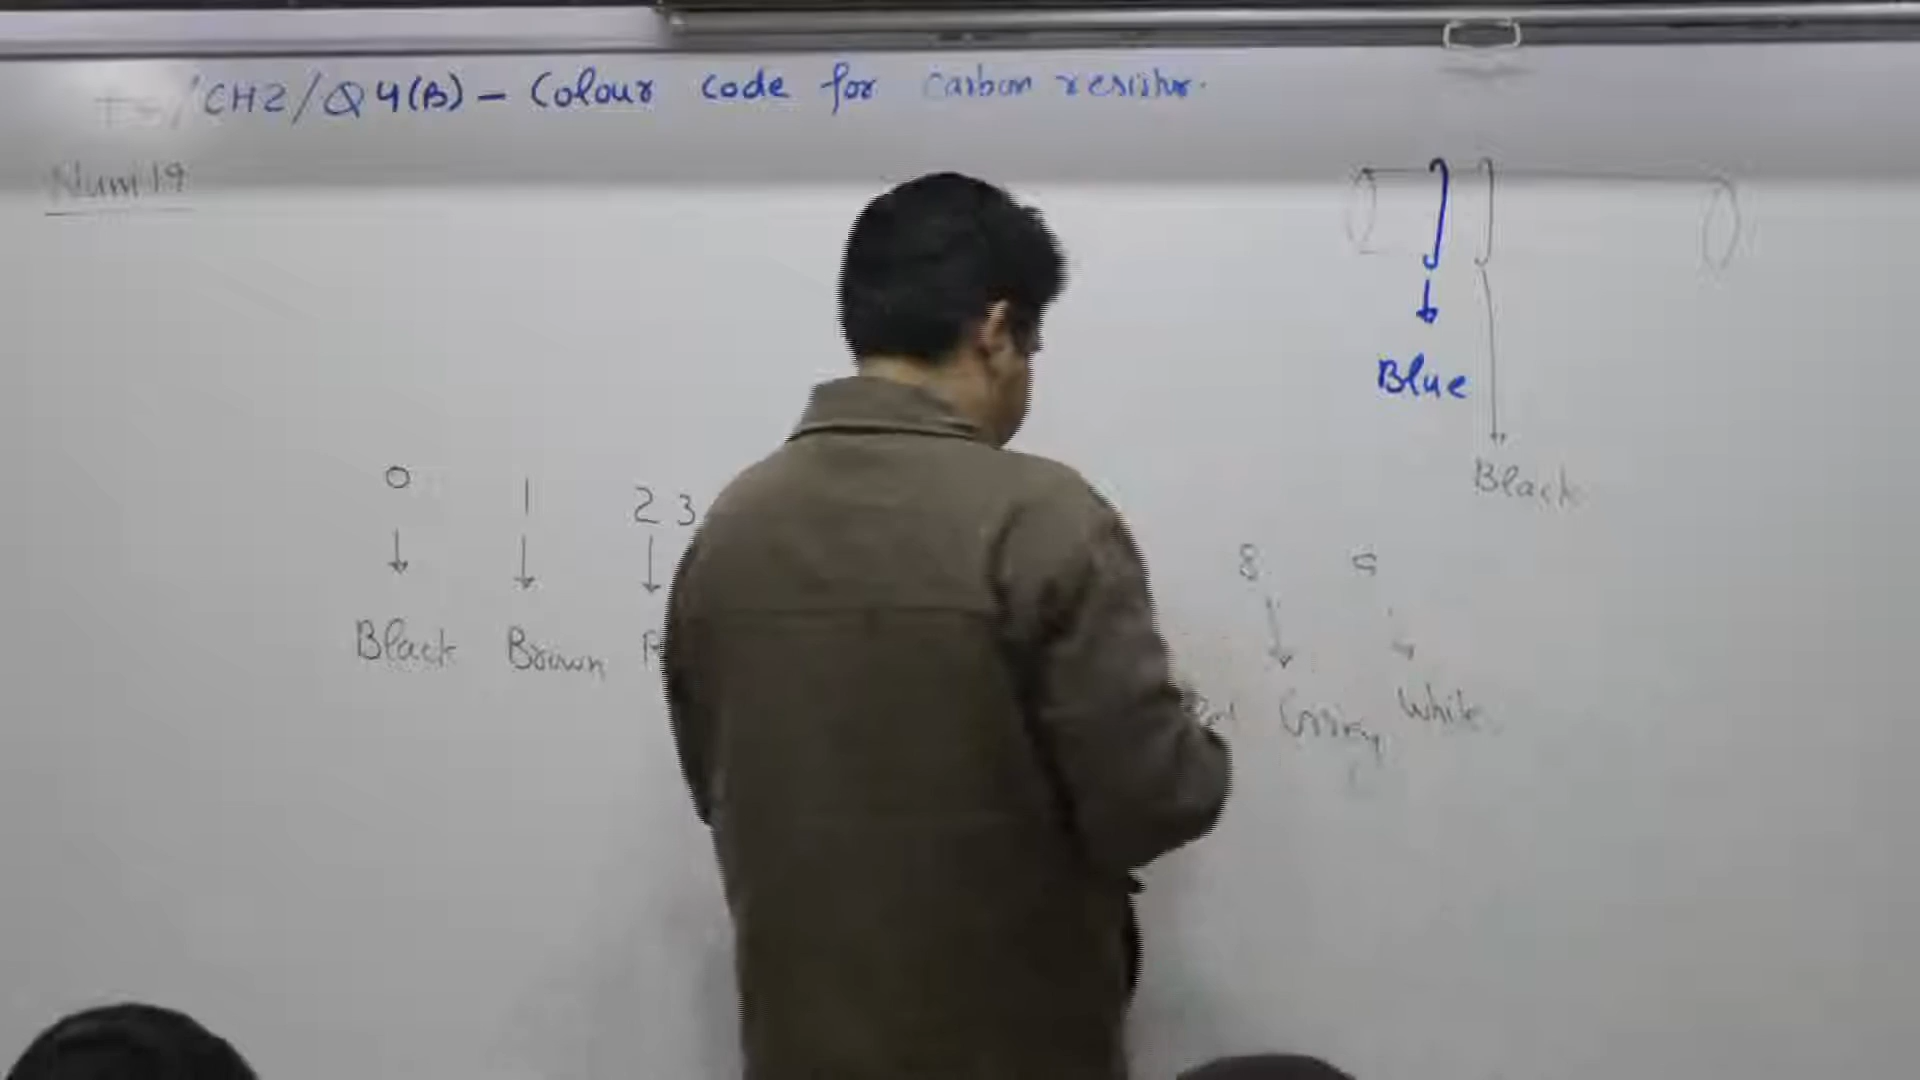 /CH2/Q4(B) - Colour code for carbon resistor.
Num 19
Blue
Black
0 1 2 3 8 9
Black Brown White